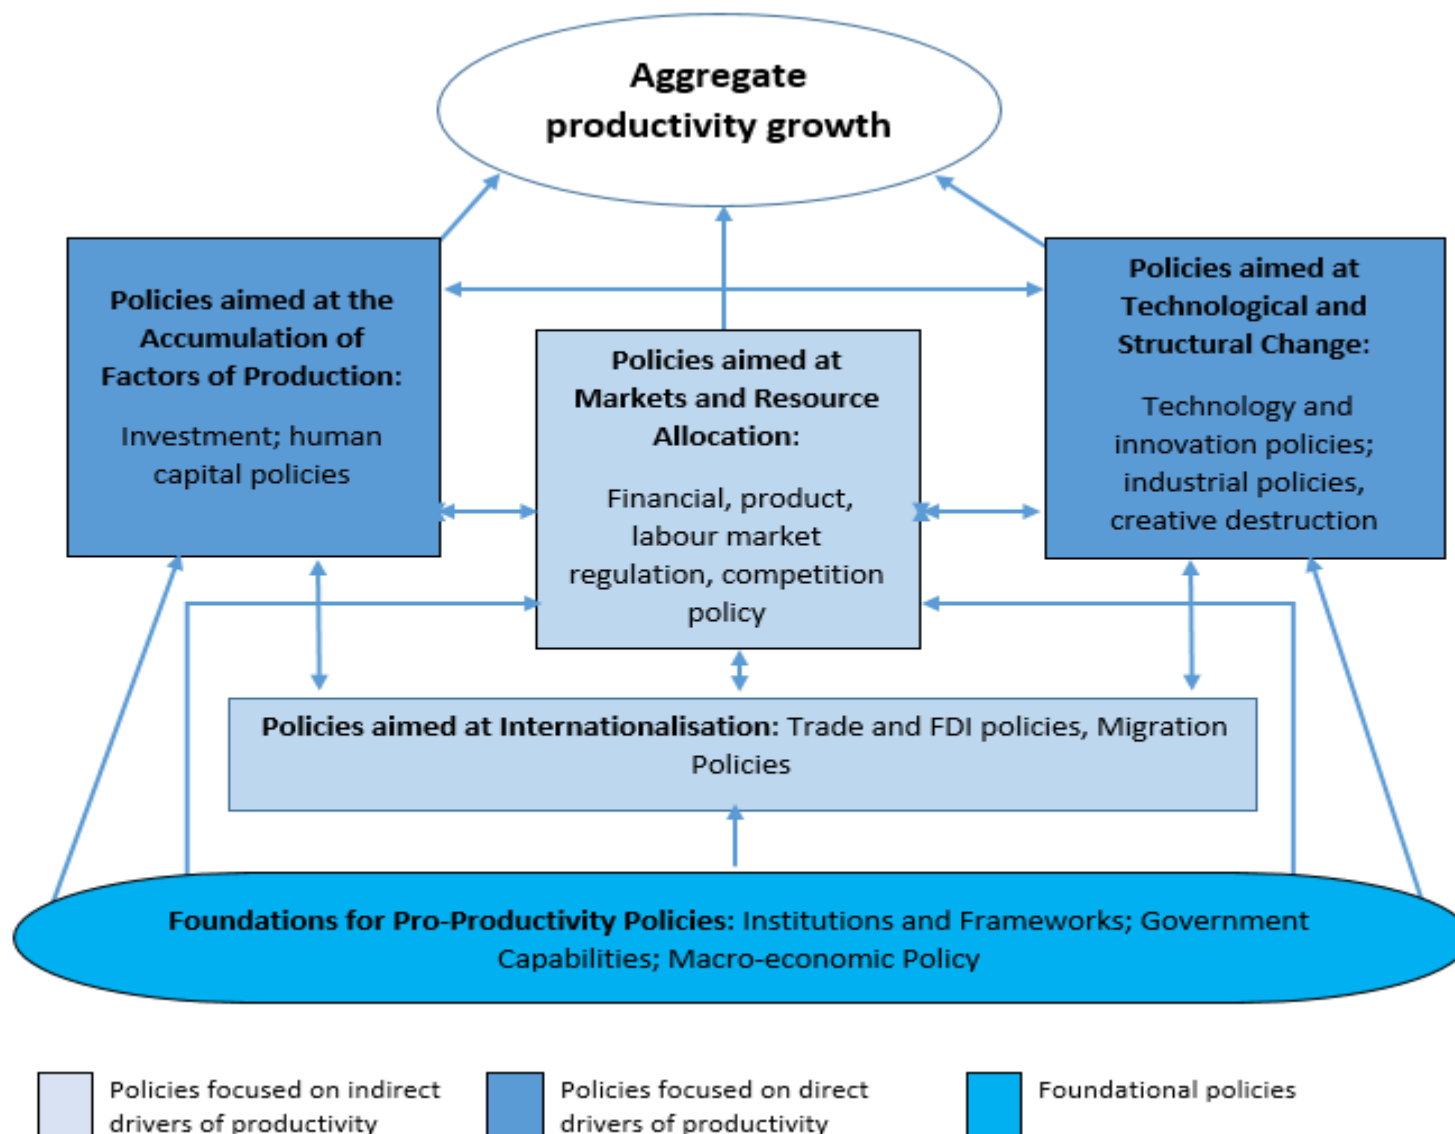 Aggregate
productivity growth
Policies aimed at the
Accumulation of
Factors of Production:
Investment; human
capital policies
Policies aimed at
Markets and Resource
Allocation:
Financial, product,
labour market
regulation, competition
policy
Policies aimed at
Technological and
Structural Change:
Technology and
innovation policies;
industrial policies,
creative destruction
Policies aimed at Internationalisation: Trade and FDI policies, Migration
Policies
Foundations for Pro-Productivity Policies: Institutions and Frameworks; Government
Capabilities; Macro-economic Policy
Policies focused on indirect
drivers of productivity
Policies focused on direct
drivers of productivity
Foundational policies